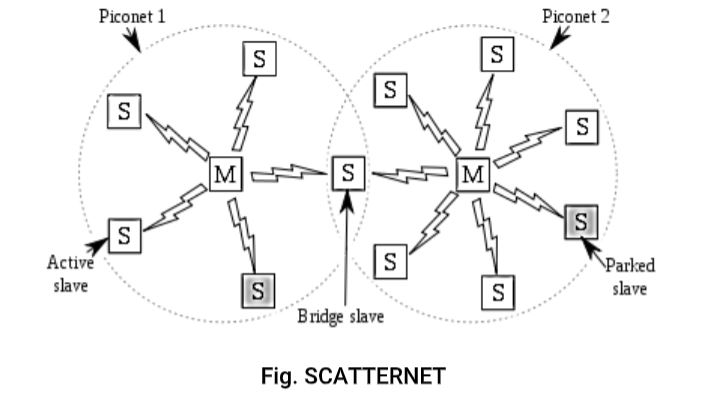 Piconet 1
Piconet 2
S
S
S
S
S
S
M
S
M
S
S
S
S
S
Active
slave
Parked
slave
Bridge slave
Fig. SCATTERNET